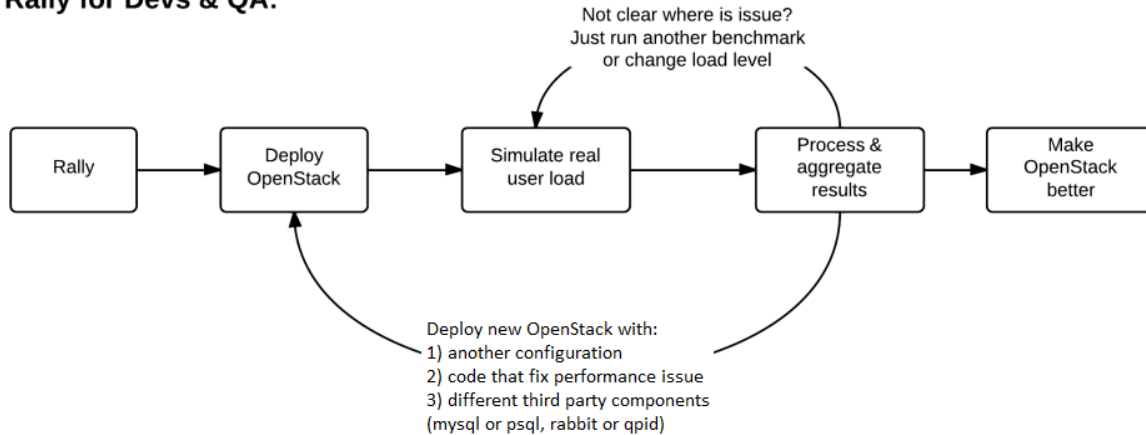 Rally for Devs & QA:
Not clear where is issue?
Just run another benchmark
or change load level
Rally
Deploy
OpenStack
Simulate real
user load
Process &
aggregate
results
Make
OpenStack
better
Deploy new OpenStack with:
1) another configuration
2) code that fix performance issue
3) different third party components
(mysql or psql, rabbit or qpid)